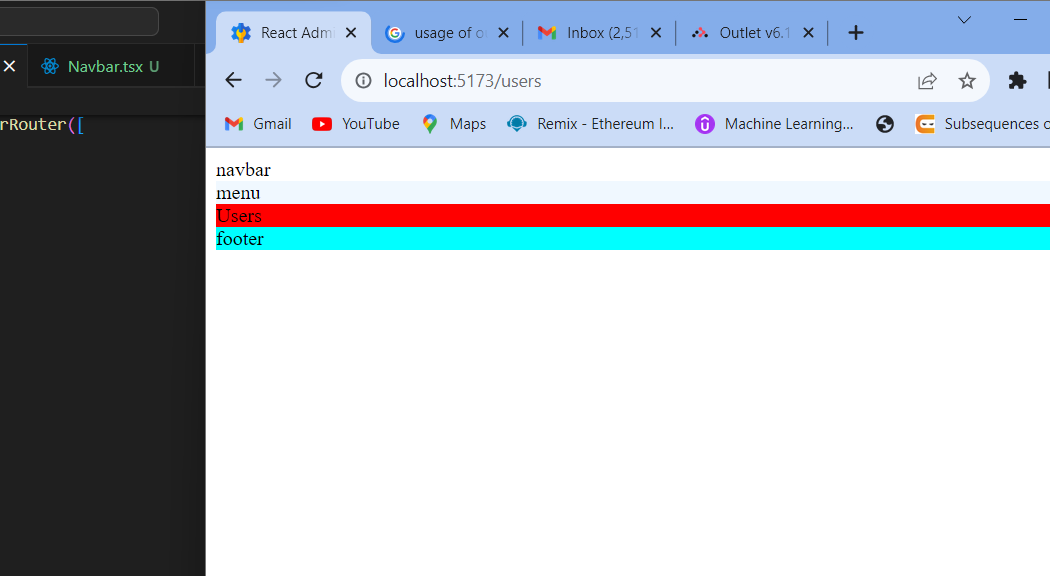 React Adm
usage of o
Inbox (2,51
Outlet v6.1
Navbar.tsx U
localhost:5173/users
rRouter([
Gmail
YouTube
Maps
Remix - Ethereum I...
Machine Learning...
Subsequences o
navbar
menu
Users
footer